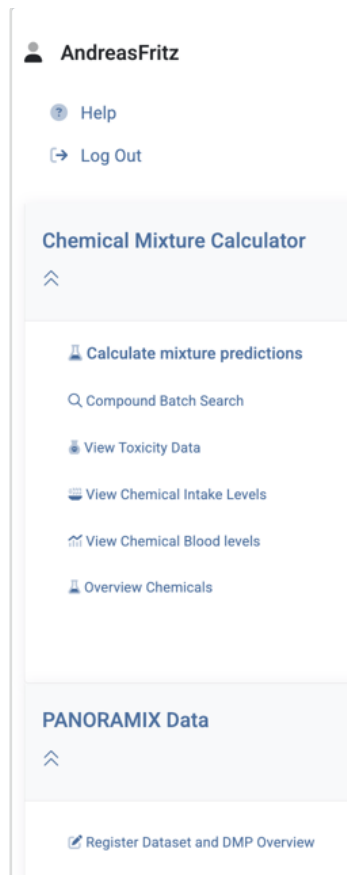 AndreasFritz
Help
Log Out
Chemical Mixture Calculator
Calculate mixture predictions
Compound Batch Search
View Toxicity Data
View Chemical Intake Levels
View Chemical Blood levels
Overview Chemicals
PANORAMIX Data
Register Dataset and DMP Overview